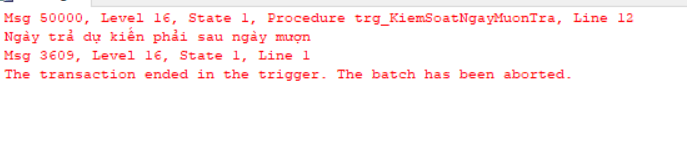 Msg 50000, Level 16, State 1, Procedure trg_KiemSoatNgayMuonTra, Line 12
Ngày trả dự kiến phải sau ngày mượn
Msg 3609, Level 16, State 1, Line 1
The transaction ended in the trigger. The batch has been aborted.